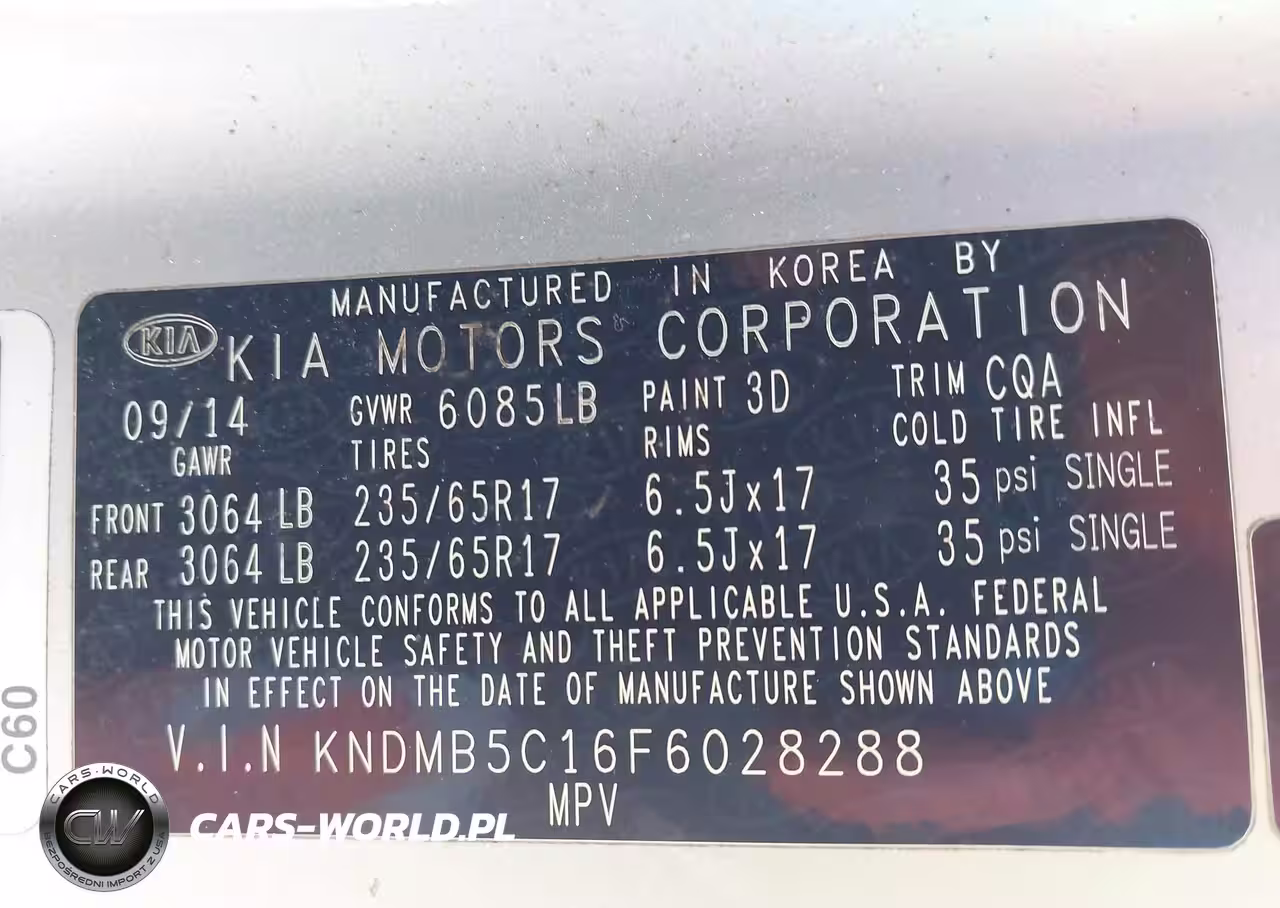 MANUFACTURED IN KOREA BY
KIA KIA MOTORS CORPORATION
09/14 GVWR 6085LB PAINT 3D TRIM CQA
GAWR TIRES RIMS COLD TIRE INFL
FRONT 3064 LB 235/65R17 6.5Jx17 35 psi SINGLE
REAR 3064 LB 235/65R17 6.5Jx17 35 psi SINGLE
THIS VEHICLE CONFORMS TO ALL APPLICABLE U.S.A. FEDERAL
MOTOR VEHICLE SAFETY AND THEFT PREVENTION STANDARDS
IN EFFECT ON THE DATE OF MANUFACTURE SHOWN ABOVE
V.I.N KNDMB5C16F6028288
MPV
C60
CARS-WORLD
CW
BEZPOŚREDNI IMPORT Z USA
CARS-WORLD.PL